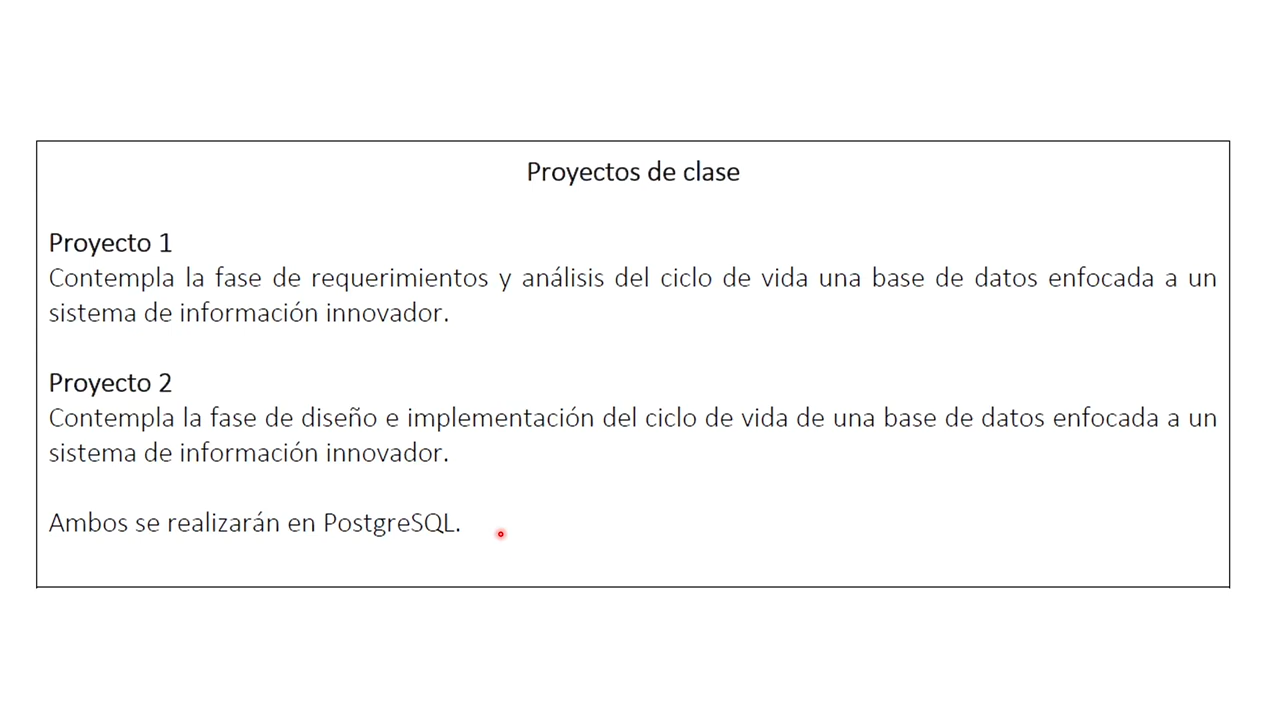 Proyectos de clase
Proyecto 1
Contempla la fase de requerimientos y análisis del ciclo de vida una base de datos enfocada a un
sistema de información innovador.
Proyecto 2
Contempla la fase de diseño e implementación del ciclo de vida de una base de datos enfocada a un
sistema de información innovador.
Ambos se realizarán en PostgreSQL.